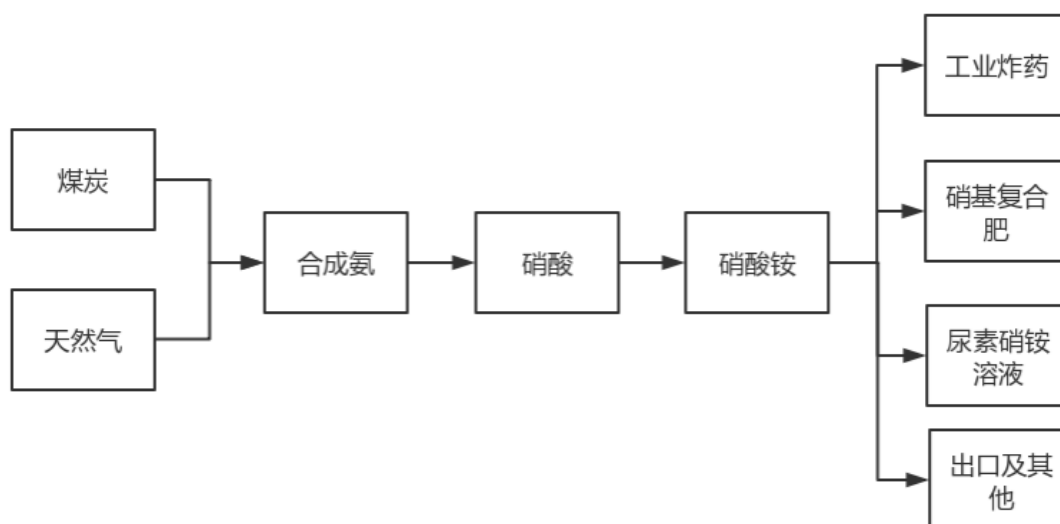 工业炸药
煤炭
硝基复合
肥
合成氨
硝酸
硝酸铵
天然气
尿素硝铵
溶液
出口及其
他